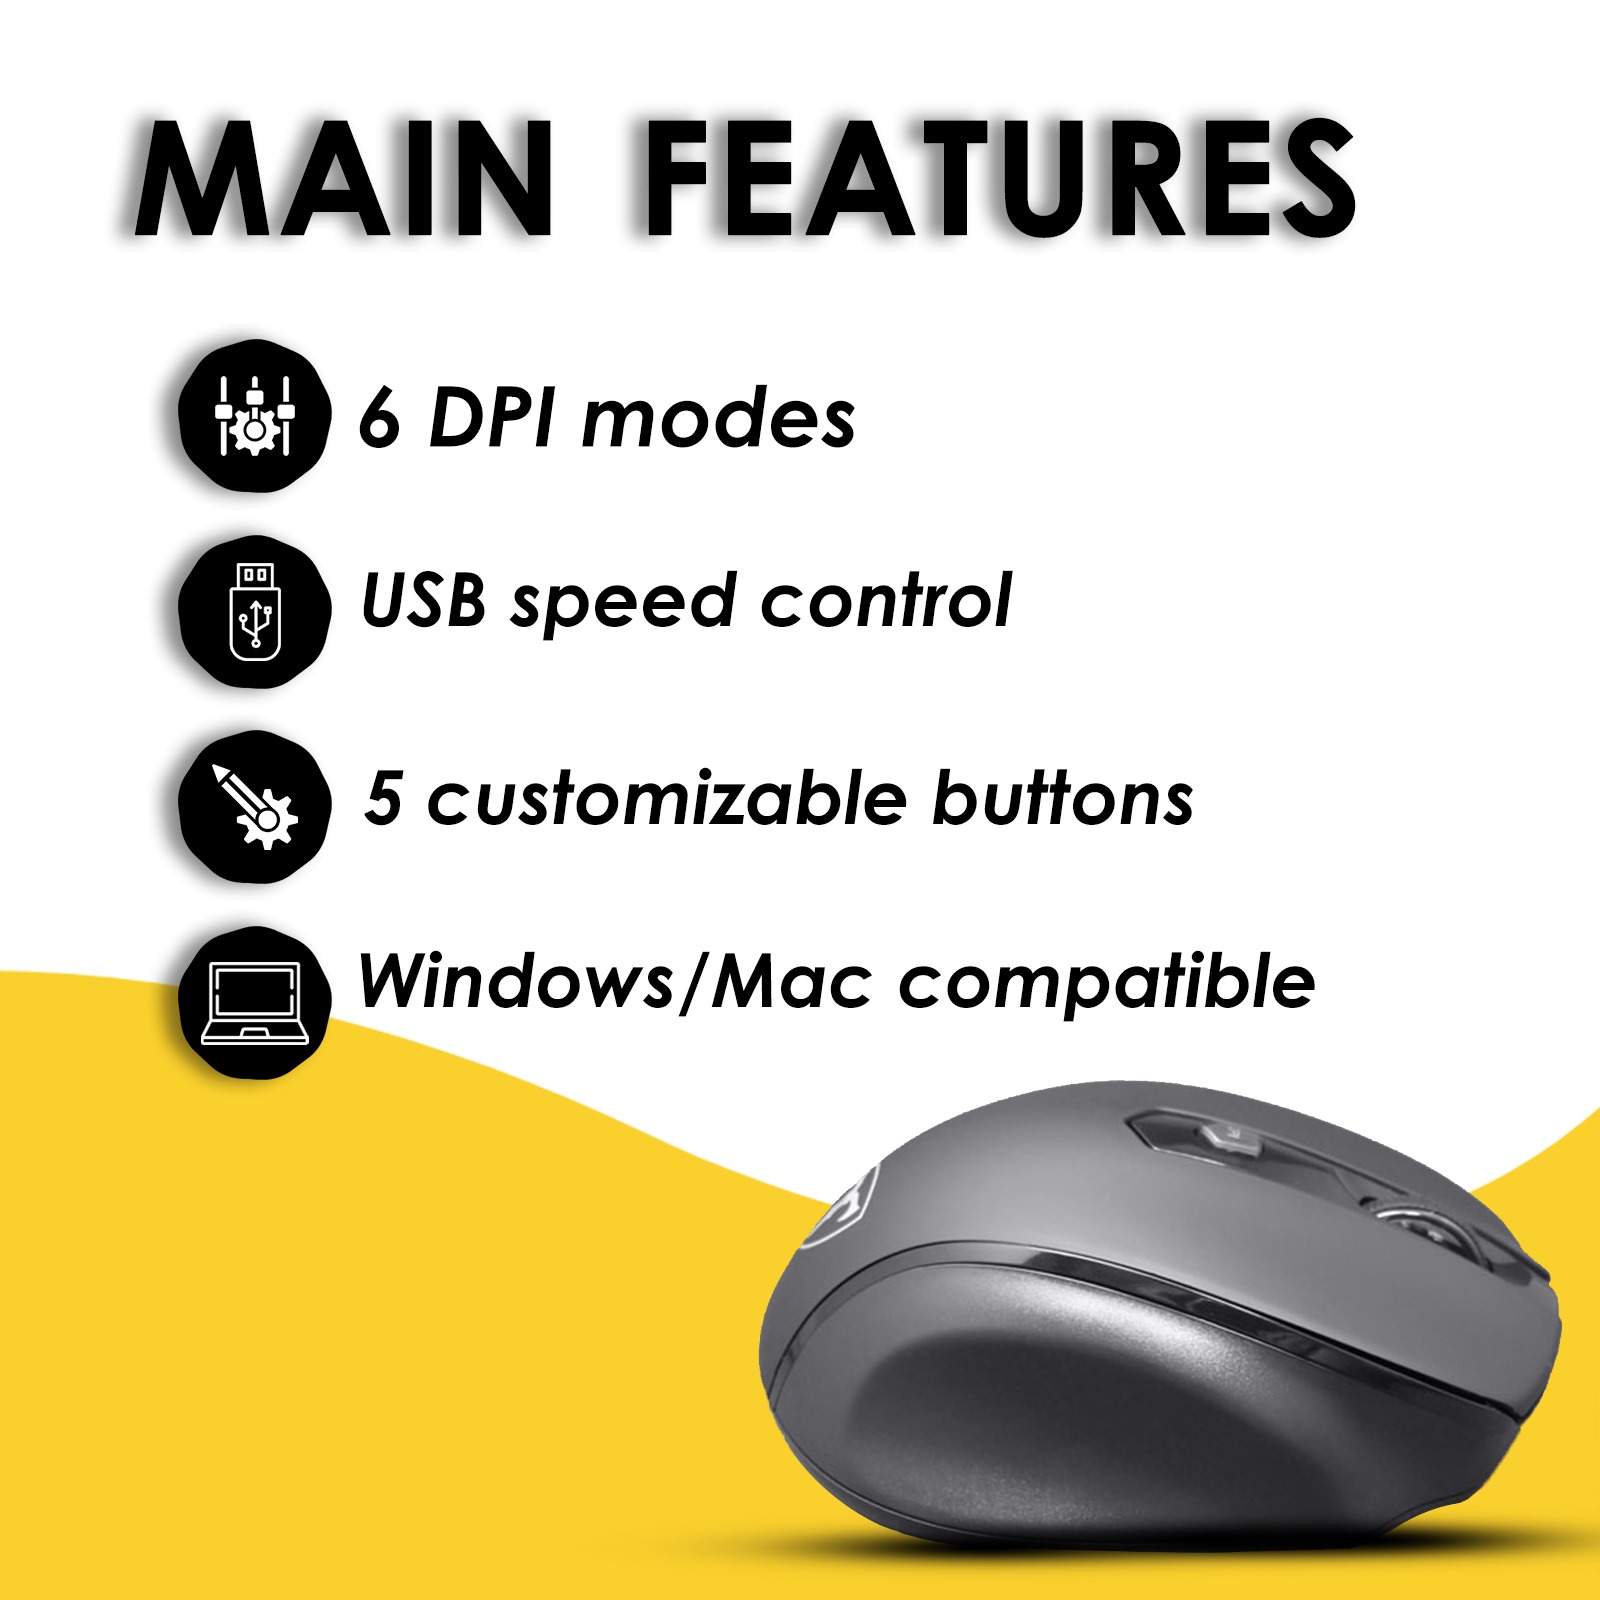 MAIN FEATURES
6 DPI modes
USB speed control
5 customizable buttons
Windows/Mac compatible